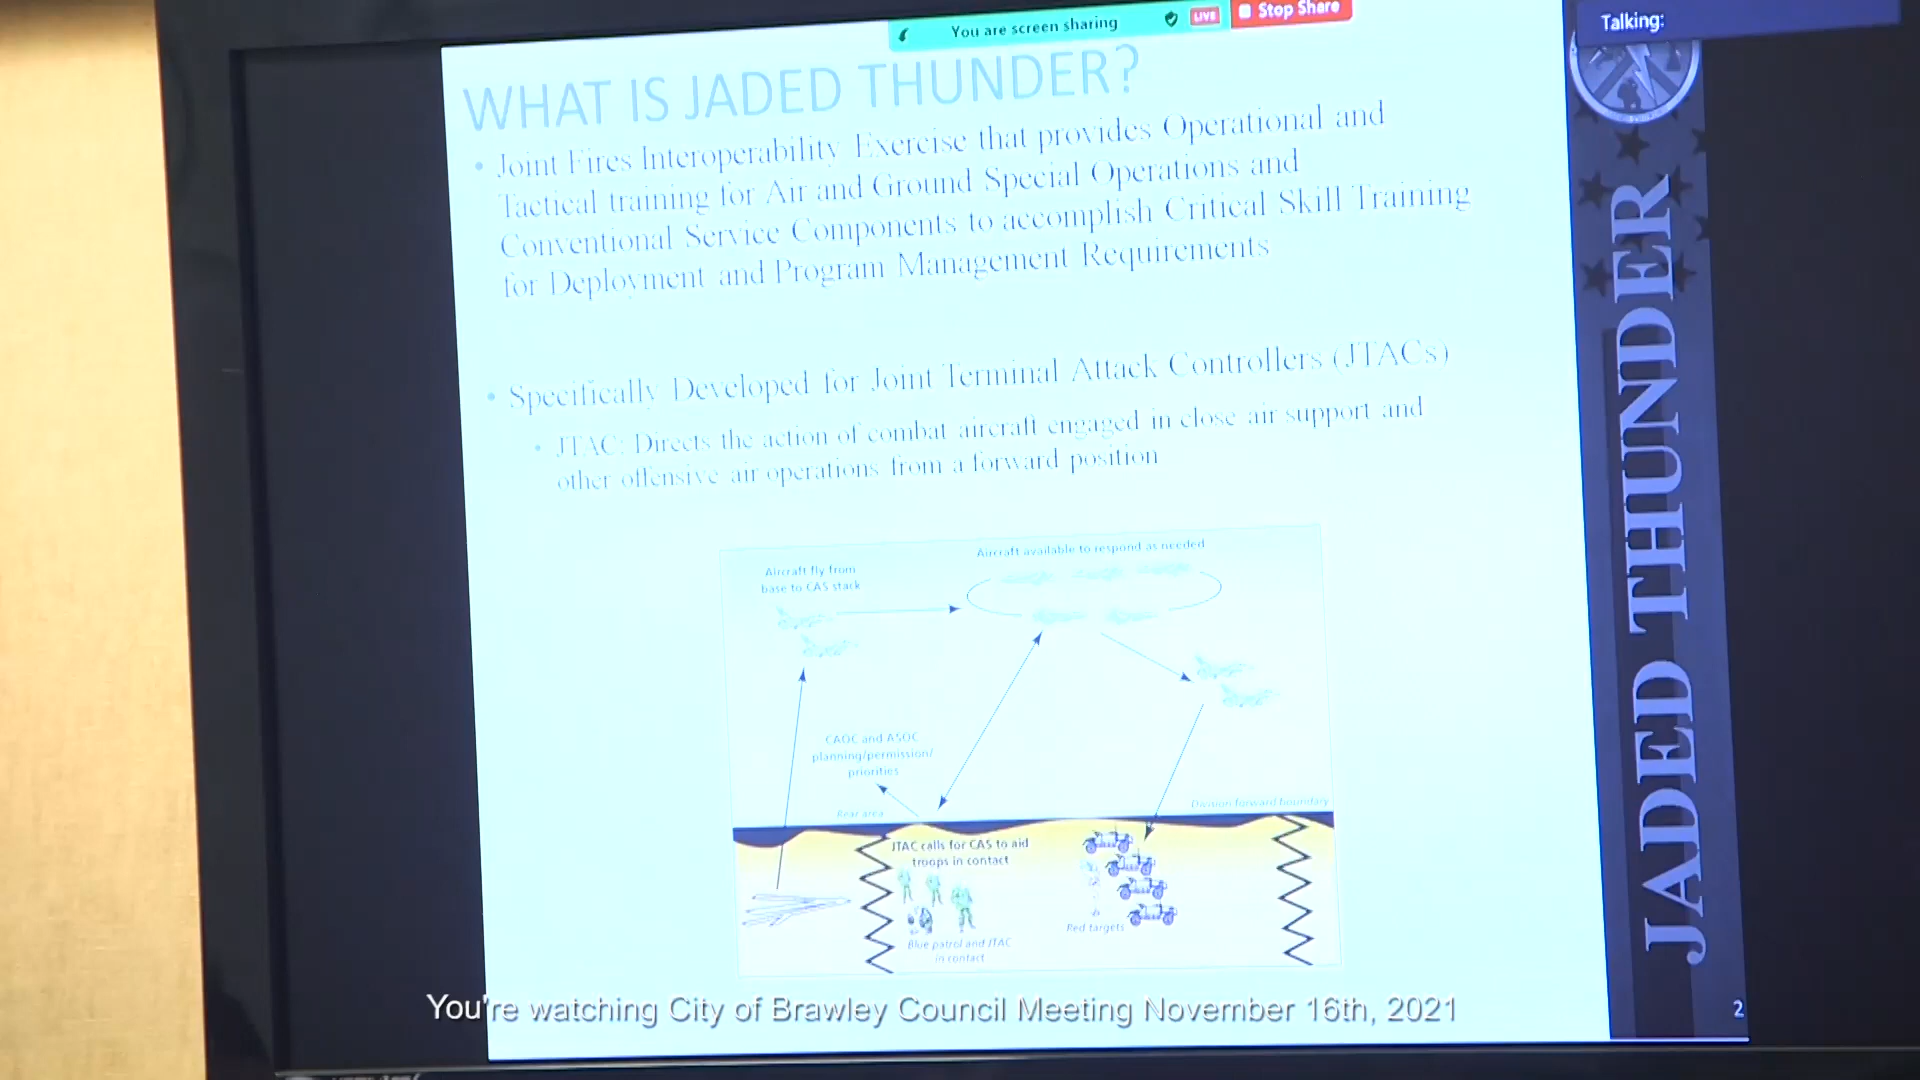 You are screen sharing
LIVE
Stop Share
Talking:
WHAT IS JADED THUNDER?
• Joint Fires Interoperability Exercise that provides Operational and
Tactical training for Air and Ground Special Operations and
Conventional Service Components to accomplish Critical Skill Training
for Deployment and Program Management Requirements
• Specifically Developed for Joint Terminal Attack Controllers (JTACs)
• JTAC: Directs the action of combat aircraft engaged in close air support and
other offensive air operations from a forward position
Aircraft available to respond as needed
Aircraft fly from
base to CAS stack
CAOC and ASOC
planning/permission/
priorities
Rear area
Division forward boundary
JTAC calls for CAS to aid
troops in contact
Red targets
Blue patrol and JTAC
in contact
JADED THUNDER
2
You're watching City of Brawley Council Meeting November 16th, 2021